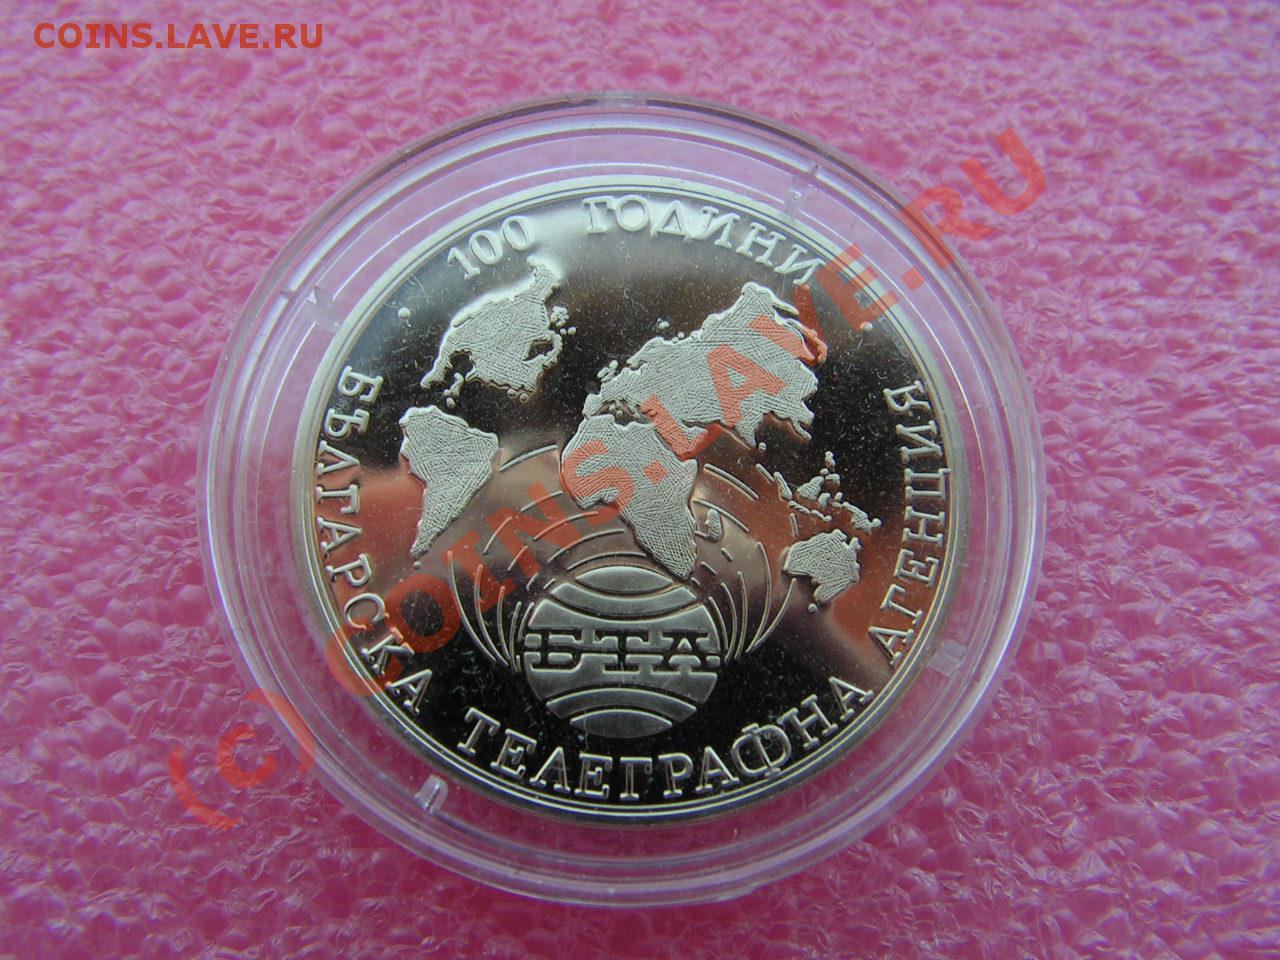 COINS.LAVE.RU
100 ГОДИНИ
БЪЛГАРСКА ТЕЛЕГРАФНА АГЕНЦИЯ
БТА
(c) COINS.LAVE.RU